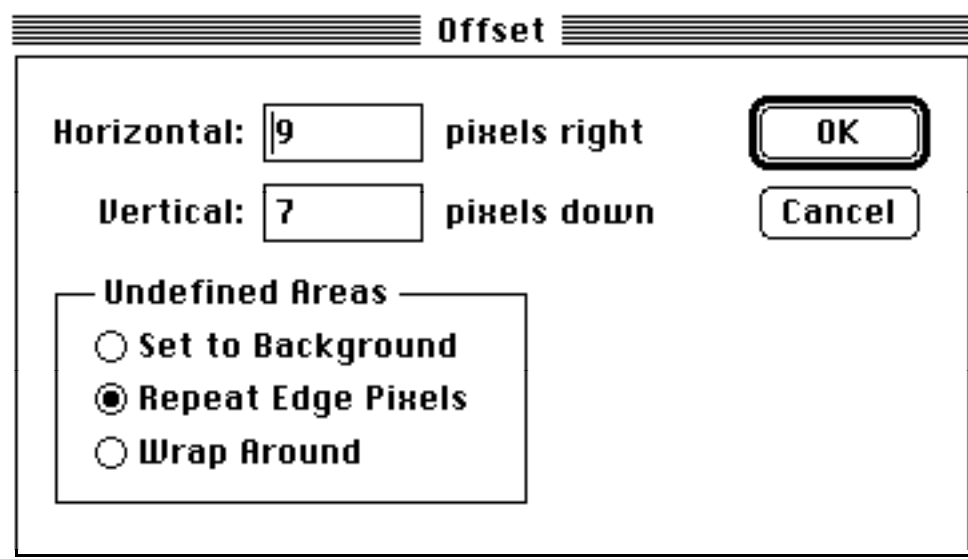 Offset
Horizontal: 9 pixels right OK
Vertical: 7 pixels down Cancel
Undefined Areas
Set to Background
Repeat Edge Pixels
Wrap Around